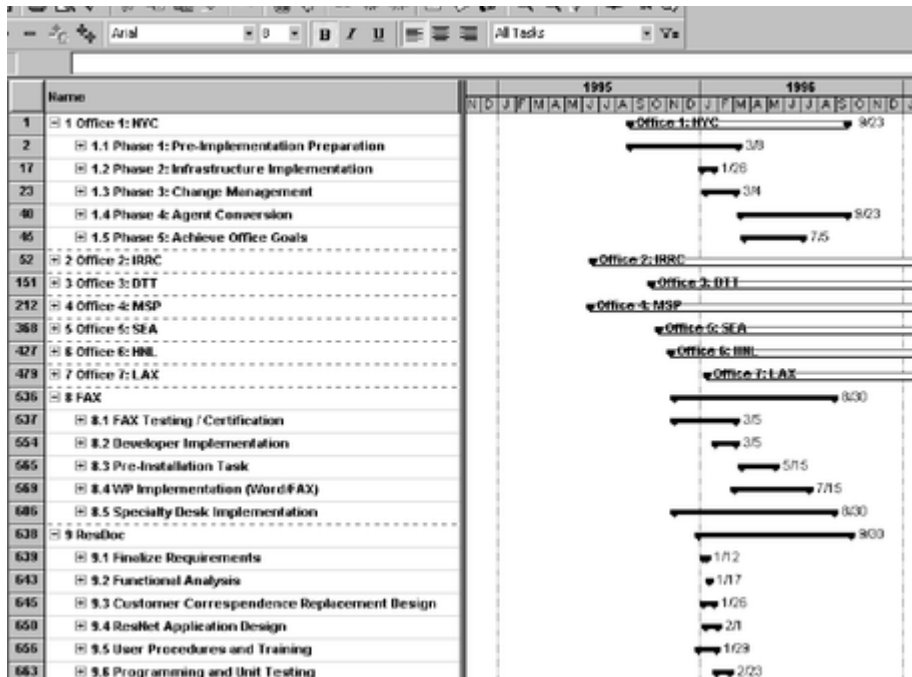 Arial 8 B I U All Tasks
Name 1995 1996
N D J F M A M J J A S O N D J F M A M J J A S O N D J
1 1 Office 1: NYC Office 1: NYC 9/23
2 1.1 Phase 1: Pre-Implementation Preparation 3/8
17 1.2 Phase 2: Infrastructure Implementation 1/26
23 1.3 Phase 3: Change Management 3/4
40 1.4 Phase 4: Agent Conversion 9/23
45 1.5 Phase 5: Achieve Office Goals 7/5
52 2 Office 2: IRRC Office 2: IRRC
151 3 Office 3: DTT Office 3: DTT
212 4 Office 4: MSP Office 4: MSP
368 5 Office 5: SEA Office 5: SEA
427 6 Office 6: HNL Office 6: HNL
479 7 Office 7: LAX Office 7: LAX
536 8 FAX 8/30
537 8.1 FAX Testing / Certification 3/5
554 8.2 Developer Implementation 3/5
565 8.3 Pre-Installation Task 5/15
569 8.4 WP Implementation (Word/FAX) 7/15
606 8.5 Specialty Desk Implementation 8/30
638 9 ResDoc 9/30
639 9.1 Finalize Requirements 1/12
643 9.2 Functional Analysis 1/17
645 9.3 Customer Correspendence Replacement Design 1/26
650 9.4 ResNet Application Design 2/1
656 9.5 User Procedures and Training 1/29
663 9.6 Programming and Unit Testing 2/23